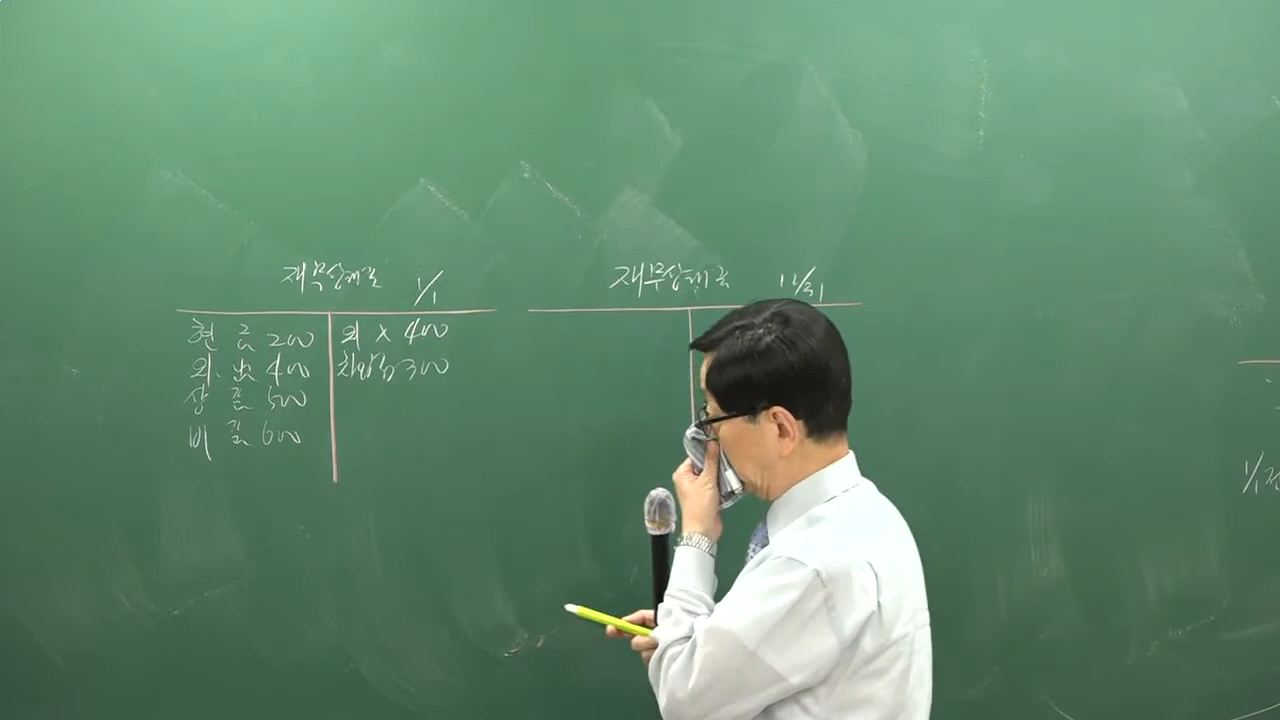 재무상태표 1/1
현 금 200 외 × 400
외.出 400 차입금 300
상 품 500
비 품 600
재무상태표 12/31
1/1